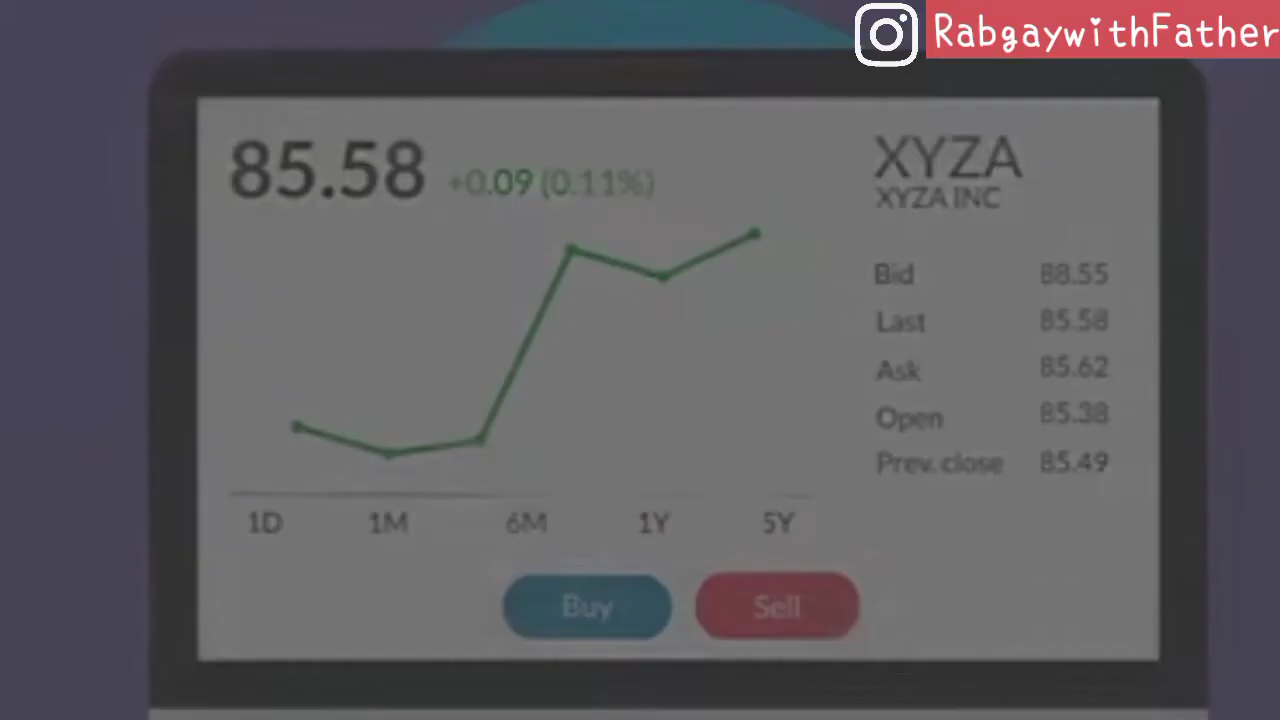 RabgaywithFather
85.58 +0.09 (0.11%)
XYZA
XYZA INC
Bid 88.55
Last 85.58
Ask 85.62
Open 85.38
Prev. close 85.49
1D 1M 6M 1Y 5Y
Buy Sell